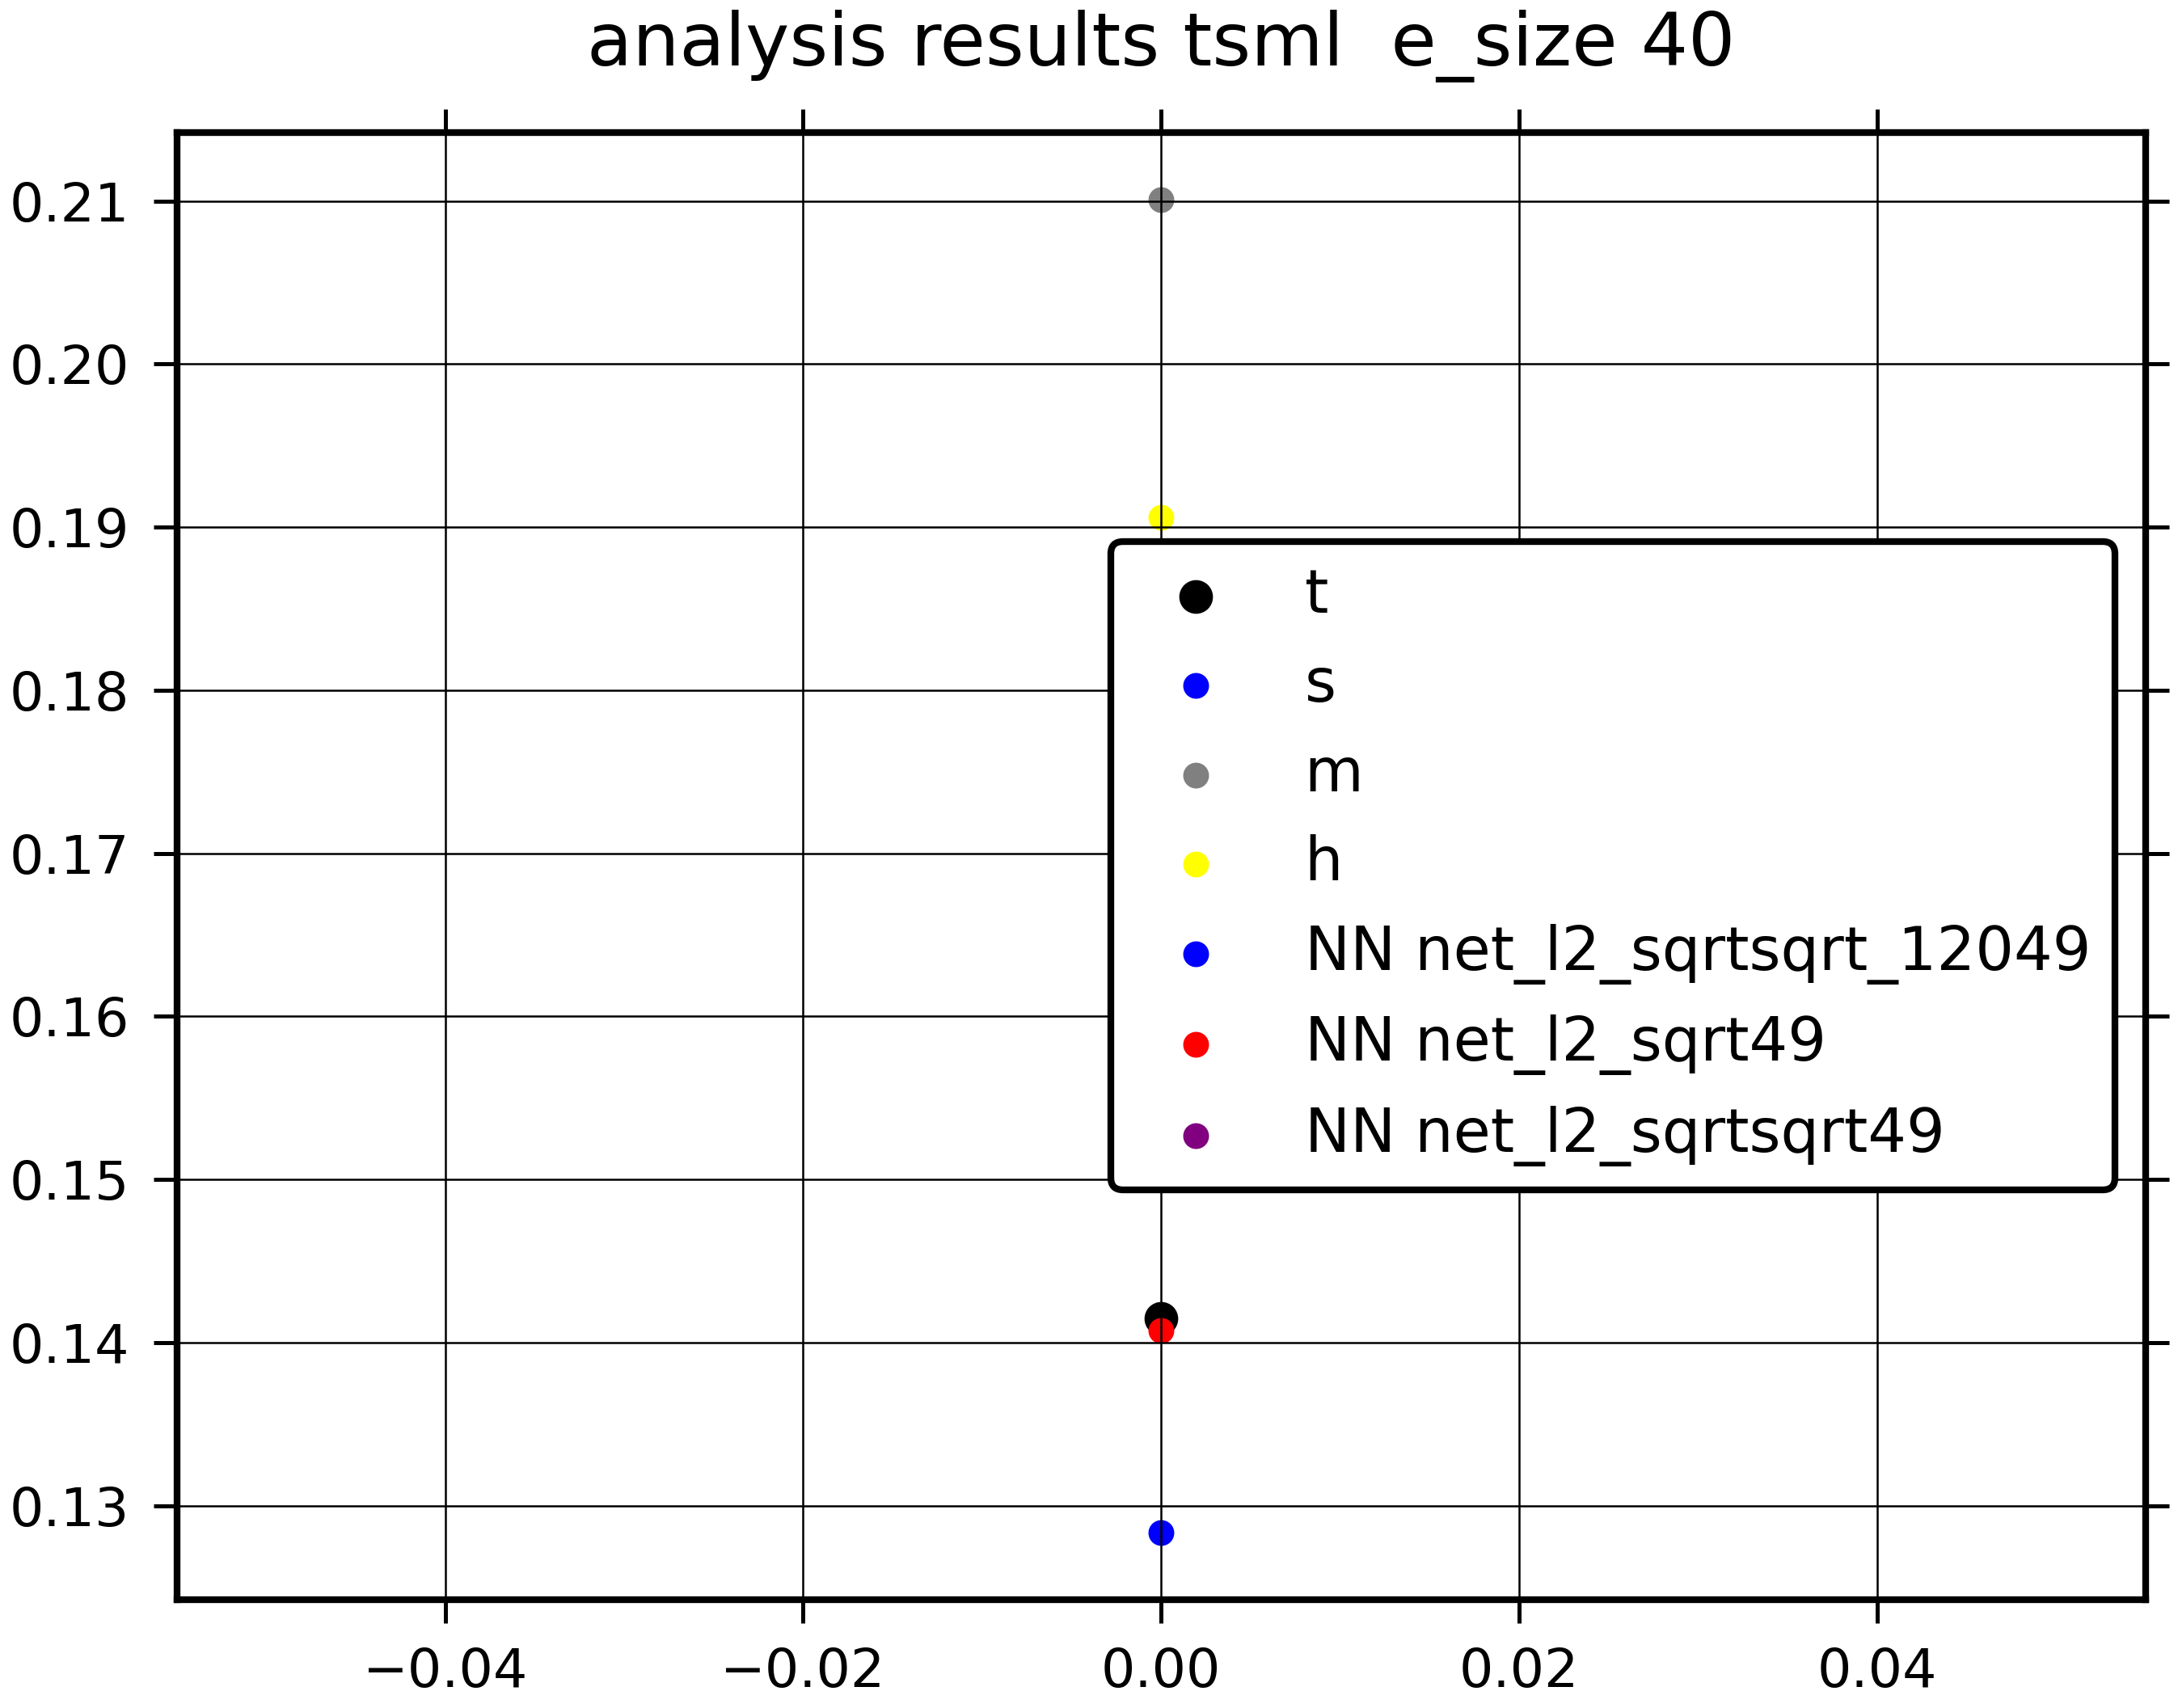 analysis results tsml  e_size 40
0.21
0.20
0.19
0.18
0.17
0.16
0.15
0.14
0.13
t
s
m
h
NN net_l2_sqrtsqrt_12049
NN net_l2_sqrt49
NN net_l2_sqrtsqrt49
−0.04 −0.02 0.00 0.02 0.04